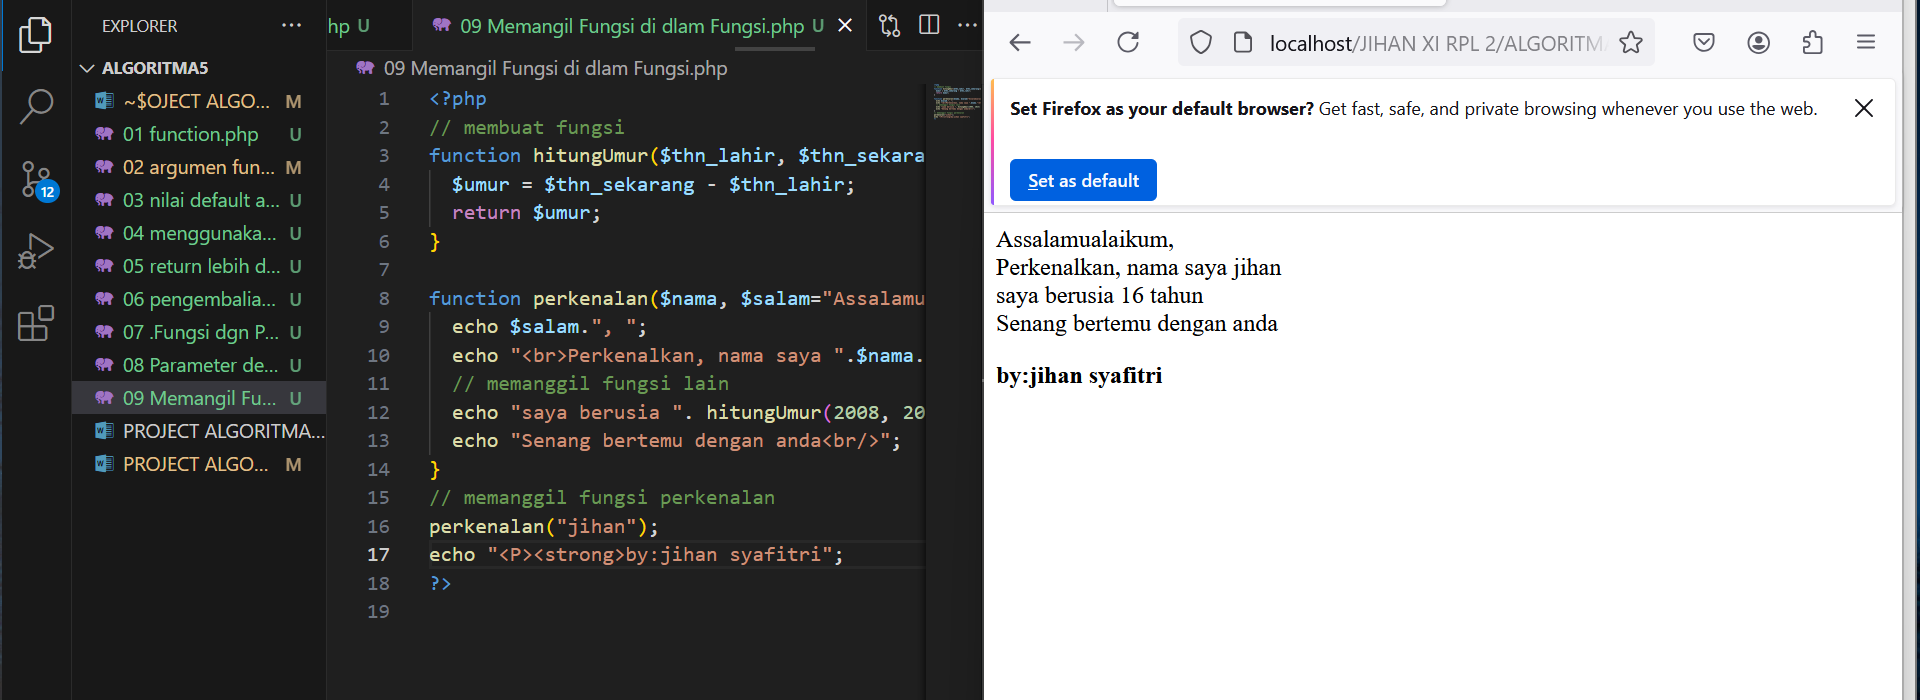 EXPLORER
ALGORITMA5
~$OJECT ALGO... M
01 function.php U
02 argumen fun... M
03 nilai default a... U
04 menggunaka... U
05 return lebih d... U
06 pengembalia... U
07 .Fungsi dgn P... U
08 Parameter de... U
09 Memangil Fu... U
PROJECT ALGORITMA...
PROJECT ALGO... M
12
hp U
09 Memangil Fungsi di dlam Fungsi.php U
09 Memangil Fungsi di dlam Fungsi.php
1 <?php
2 // membuat fungsi
3 function hitungUmur($thn_lahir, $thn_sekara
4 $umur = $thn_sekarang - $thn_lahir;
5 return $umur;
6 }
7
8 function perkenalan($nama, $salam="Assalamu
9 echo $salam.", ";
10 echo "<br>Perkenalkan, nama saya ".$nama.
11 // memanggil fungsi lain
12 echo "saya berusia ". hitungUmur(2008, 20
13 echo "Senang bertemu dengan anda<br/>";
14 }
15 // memanggil fungsi perkenalan
16 perkenalan("jihan");
17 echo "<P><strong>by:jihan syafitri";
18 ?>
19
localhost/JIHAN XI RPL 2/ALGORITM
Set Firefox as your default browser? Get fast, safe, and private browsing whenever you use the web.
Set as default
Assalamualaikum,
Perkenalkan, nama saya jihan
saya berusia 16 tahun
Senang bertemu dengan anda
by:jihan syafitri